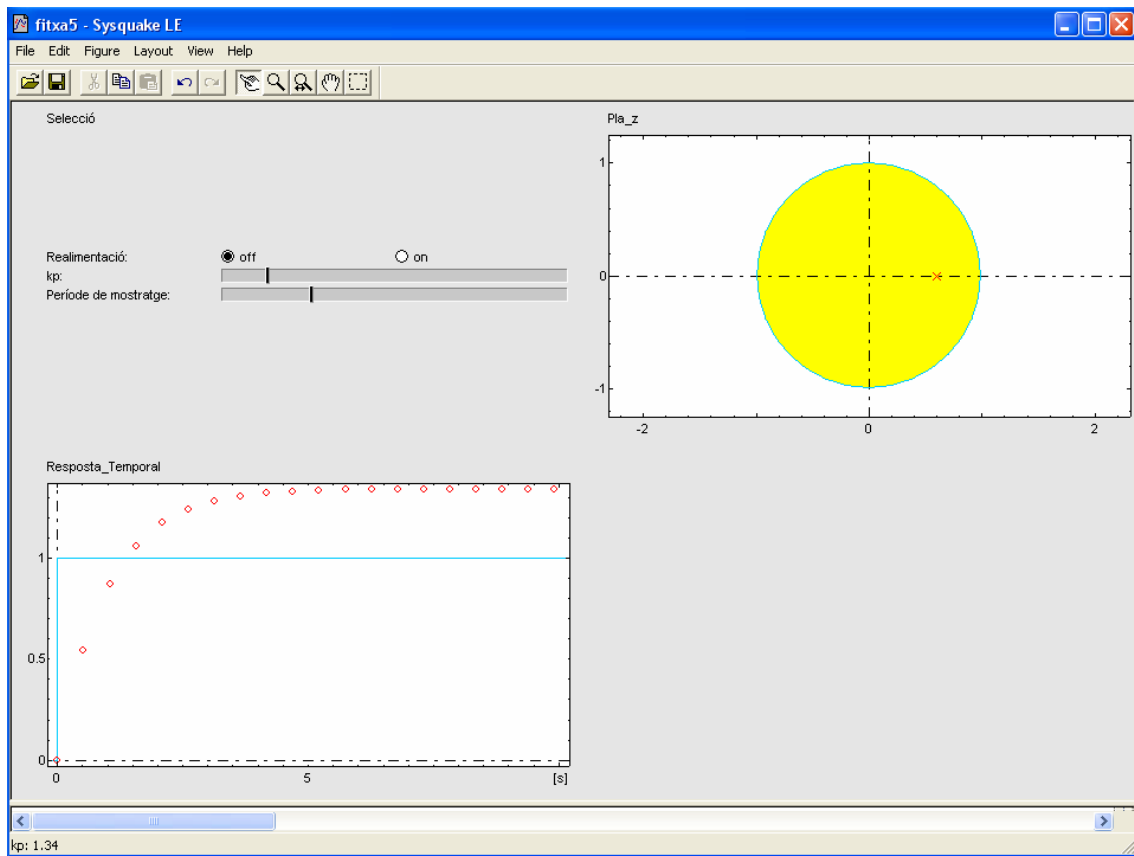 fitxa5 - Sysquake LE
File Edit Figure Layout View Help
Selecció
Realimentació: off on
kp:
Període de mostratge:
Pla_z
1
0
-1
-2 0 2
Resposta_Temporal
1
0.5
0
0 5 [s]
kp: 1.34